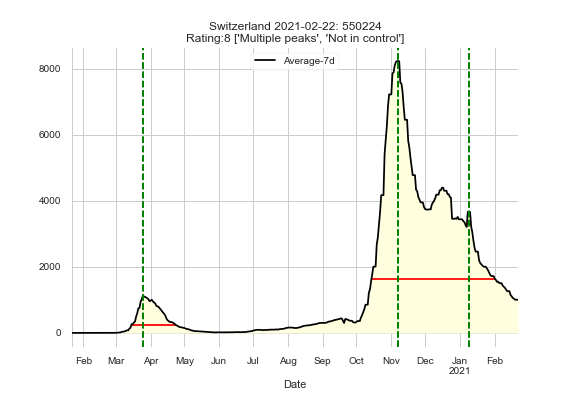 Switzerland 2021-02-22: 550224
Rating:8 ['Multiple peaks', 'Not in control']
Average-7d
8000
6000
4000
2000
0
Feb Mar Apr May Jun Jul Aug Sep Oct Nov Dec Jan Feb
2021
Date